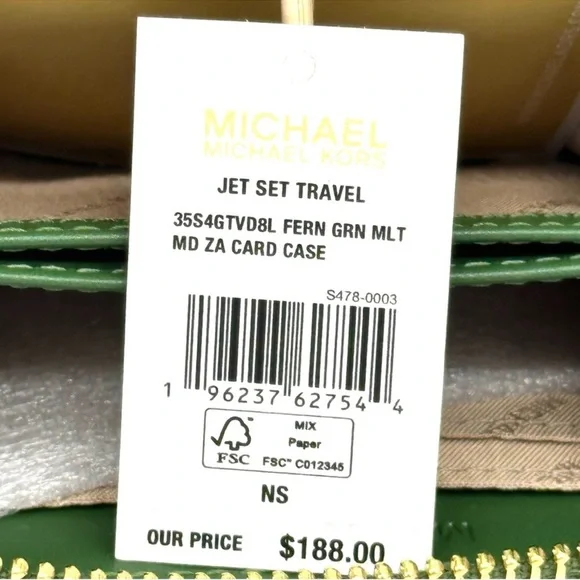 MICHAEL
MICHAEL KORS
JET SET TRAVEL
35S4GTVD8L FERN GRN MLT
MD ZA CARD CASE
S478-0003
1 96237 62754 4
FSC
MIX
Paper
FSC™ C012345
NS
OUR PRICE $188.00